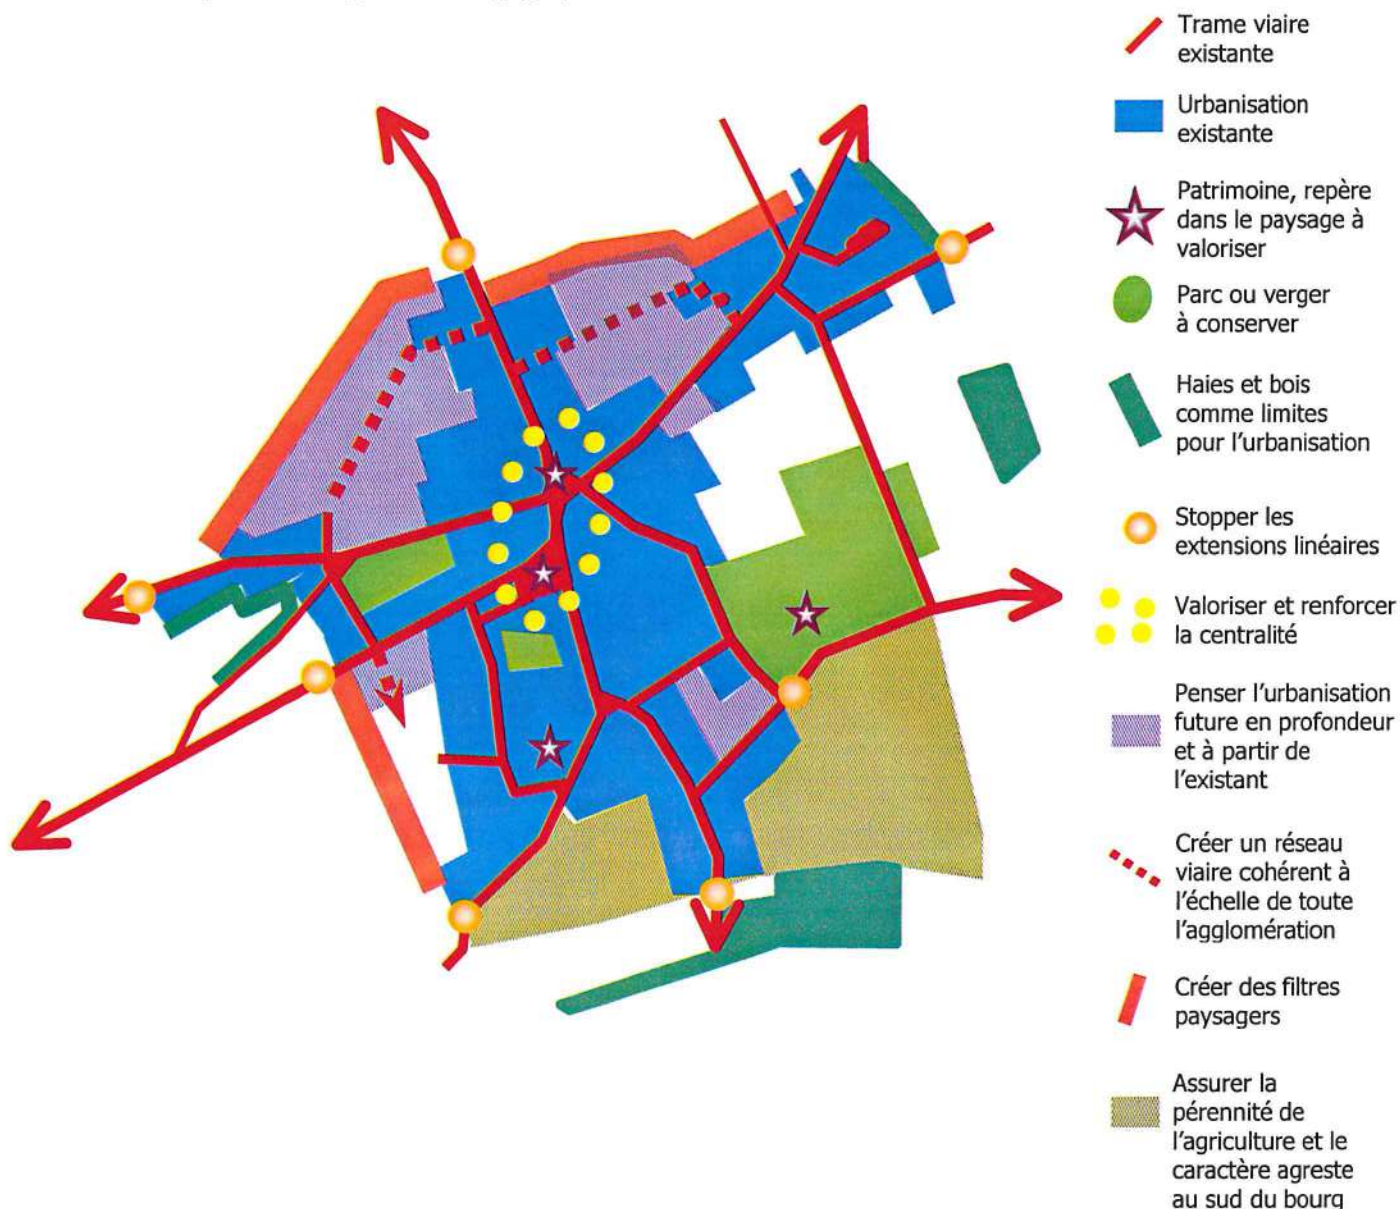 Trame viaire
existante
Urbanisation
existante
Patrimoine, repère
dans le paysage à
valoriser
Parc ou verger
à conserver
Haies et bois
comme limites
pour l'urbanisation
Stopper les
extensions linéaires
Valoriser et renforcer
la centralité
Penser l'urbanisation
future en profondeur
et à partir de
l'existant
Créer un réseau
viaire cohérent à
l'échelle de toute
l'agglomération
Créer des filtres
paysagers
Assurer la
pérennité de
l'agriculture et le
caractère agreste
au sud du bourg